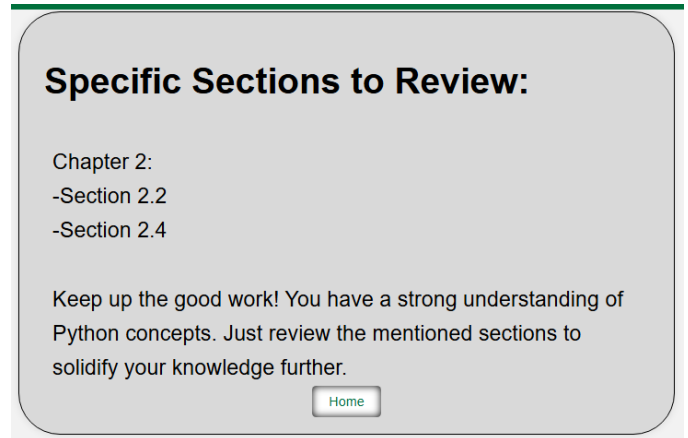 Specific Sections to Review:
Chapter 2:
-Section 2.2
-Section 2.4
Keep up the good work! You have a strong understanding of
Python concepts. Just review the mentioned sections to
solidify your knowledge further.
Home